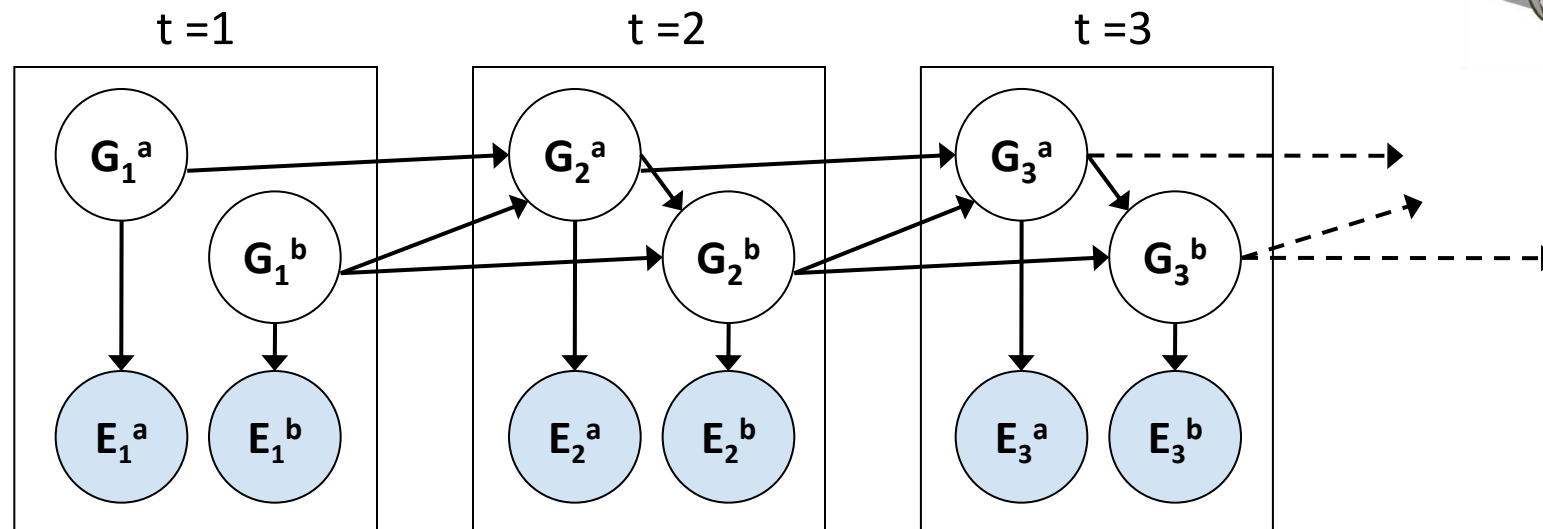 t =1 t =2 t =3
G₁ᵃ G₂ᵃ G₃ᵃ
G₁ᵇ G₂ᵇ G₃ᵇ
E₁ᵃ E₁ᵇ E₂ᵃ E₂ᵇ E₃ᵃ E₃ᵇ